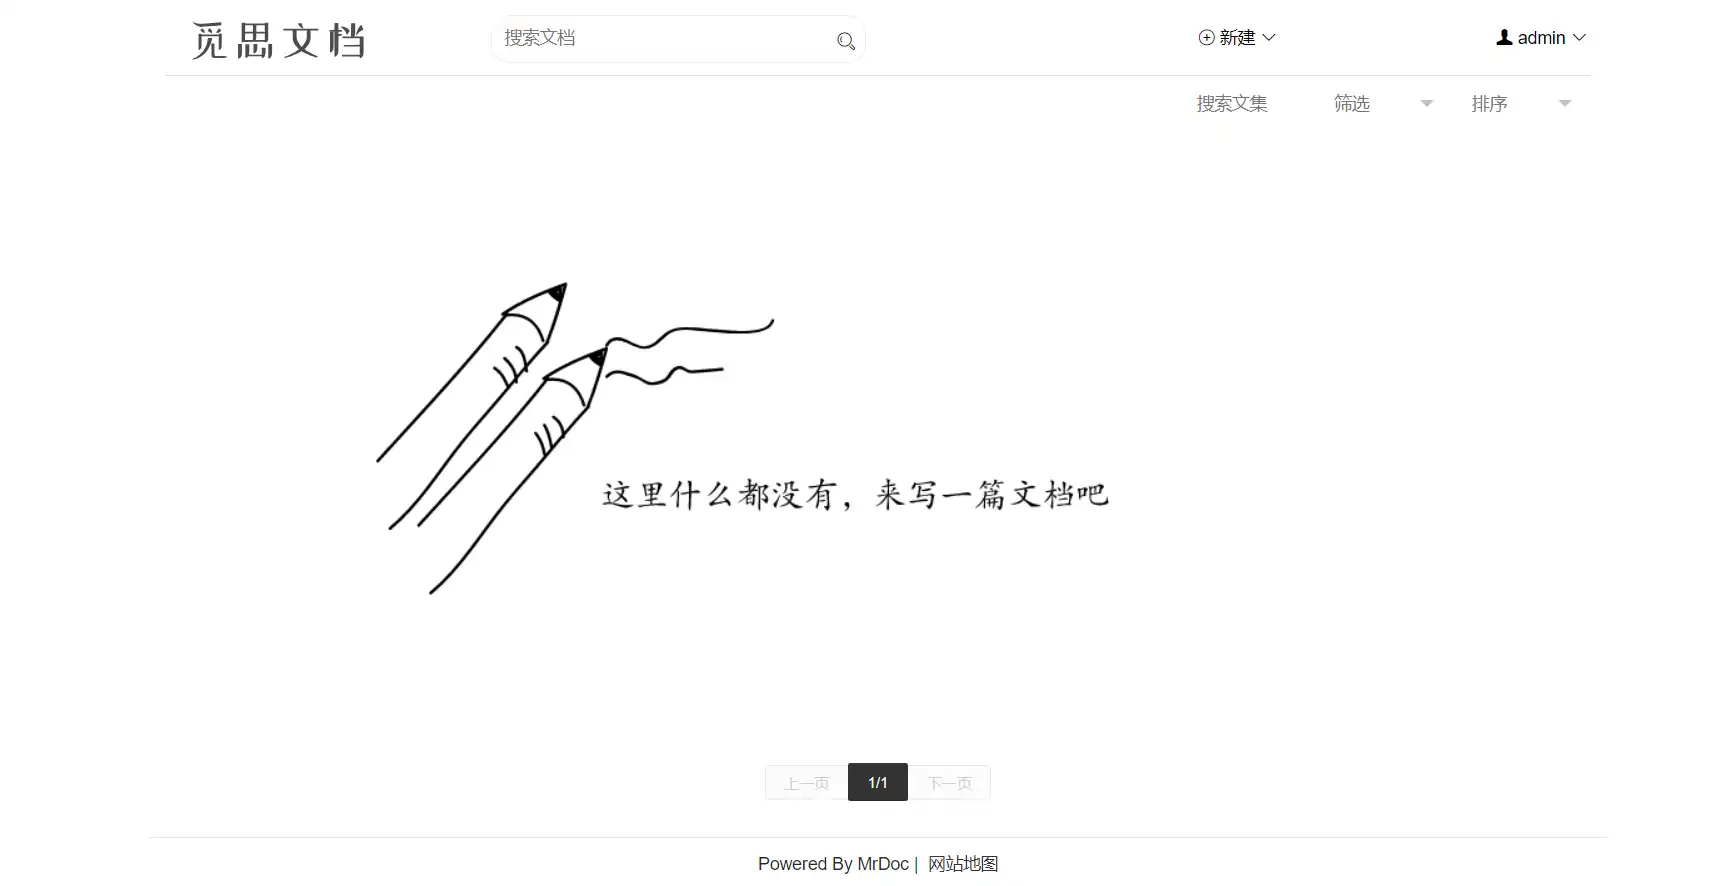 觅思文档 搜索文档 新建 admin
搜索文集 筛选 排序
这里什么都没有，来写一篇文档吧
上一页 1/1 下一页
Powered By MrDoc | 网站地图